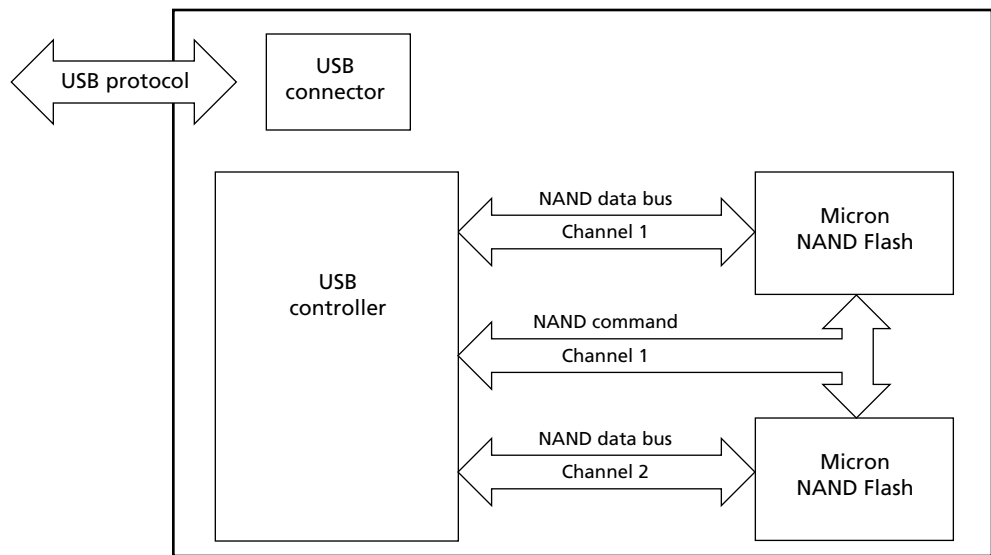 USB protocol
USB
connector
NAND data bus
Channel 1
Micron
NAND Flash
USB
controller
NAND command
Channel 1
NAND data bus
Channel 2
Micron
NAND Flash